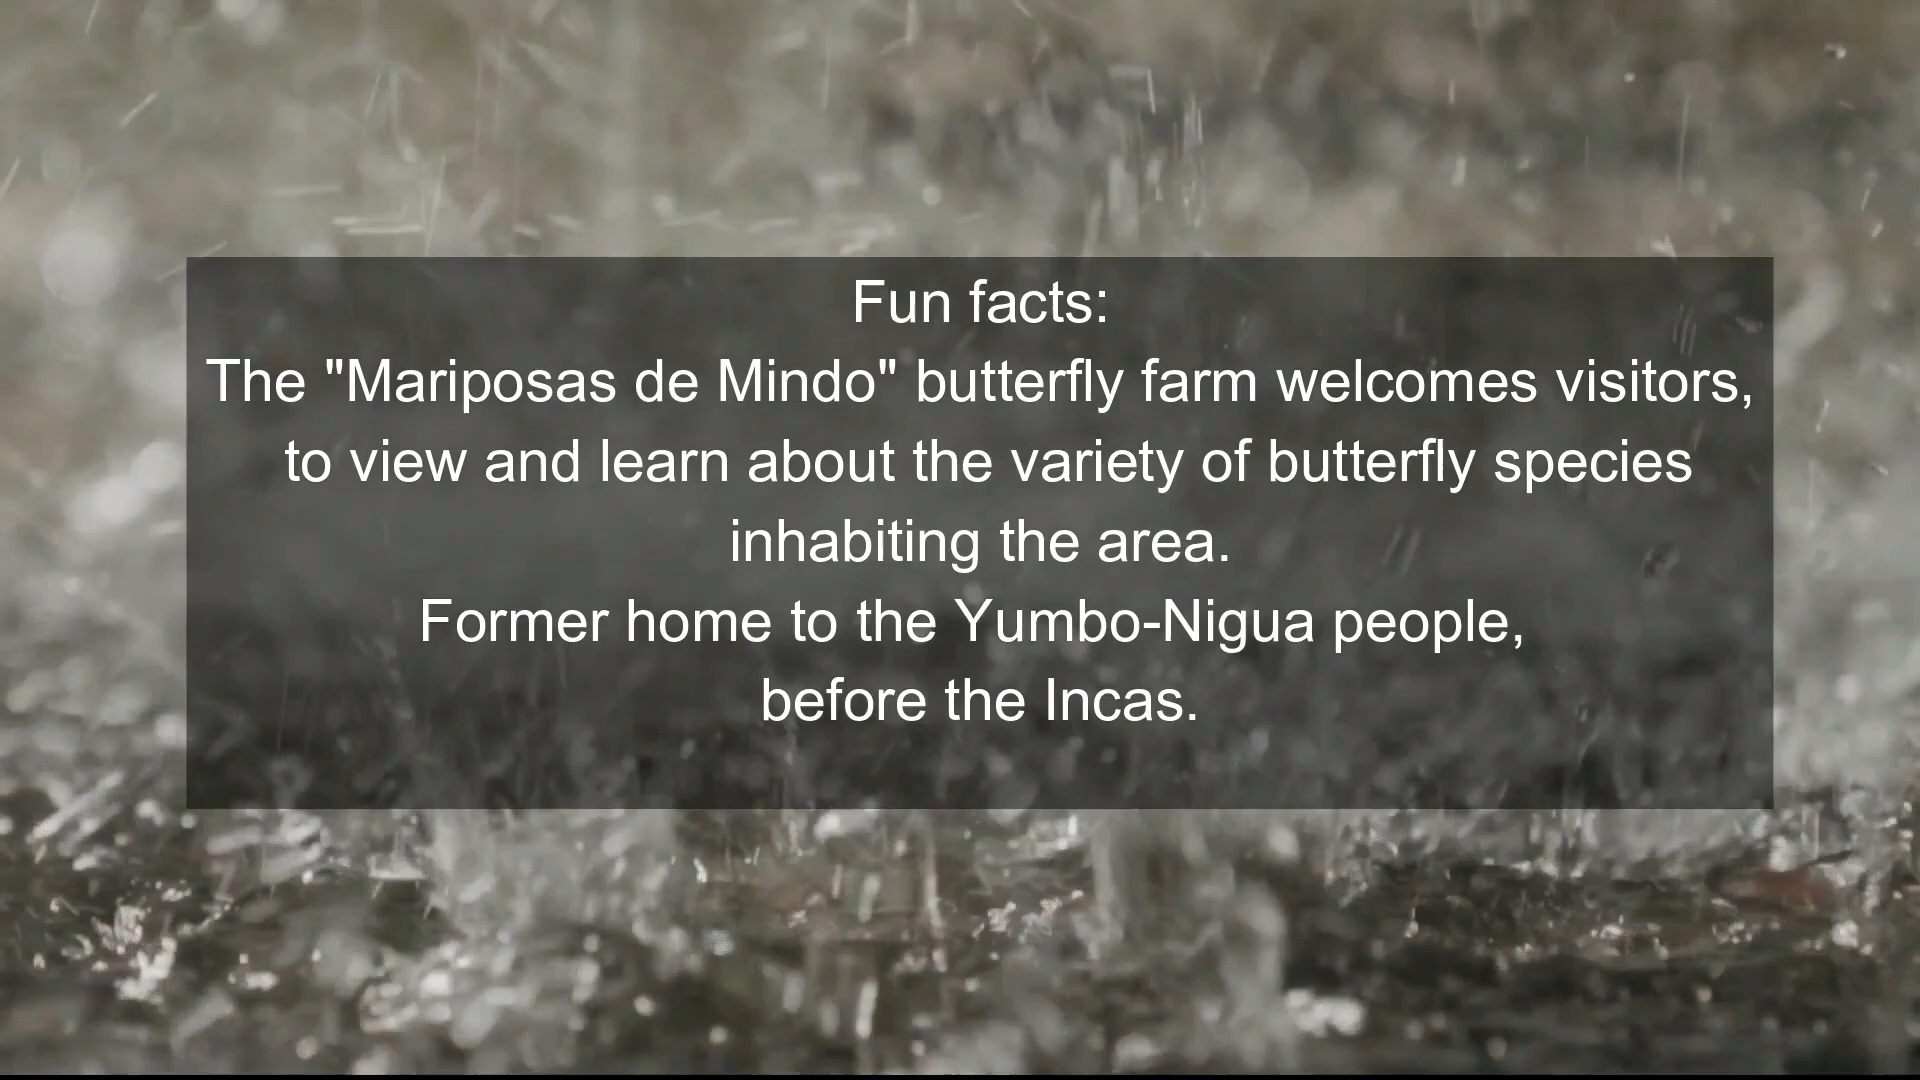 Fun facts:
The "Mariposas de Mindo" butterfly farm welcomes visitors,
to view and learn about the variety of butterfly species
inhabiting the area.
Former home to the Yumbo-Nigua people,
before the Incas.